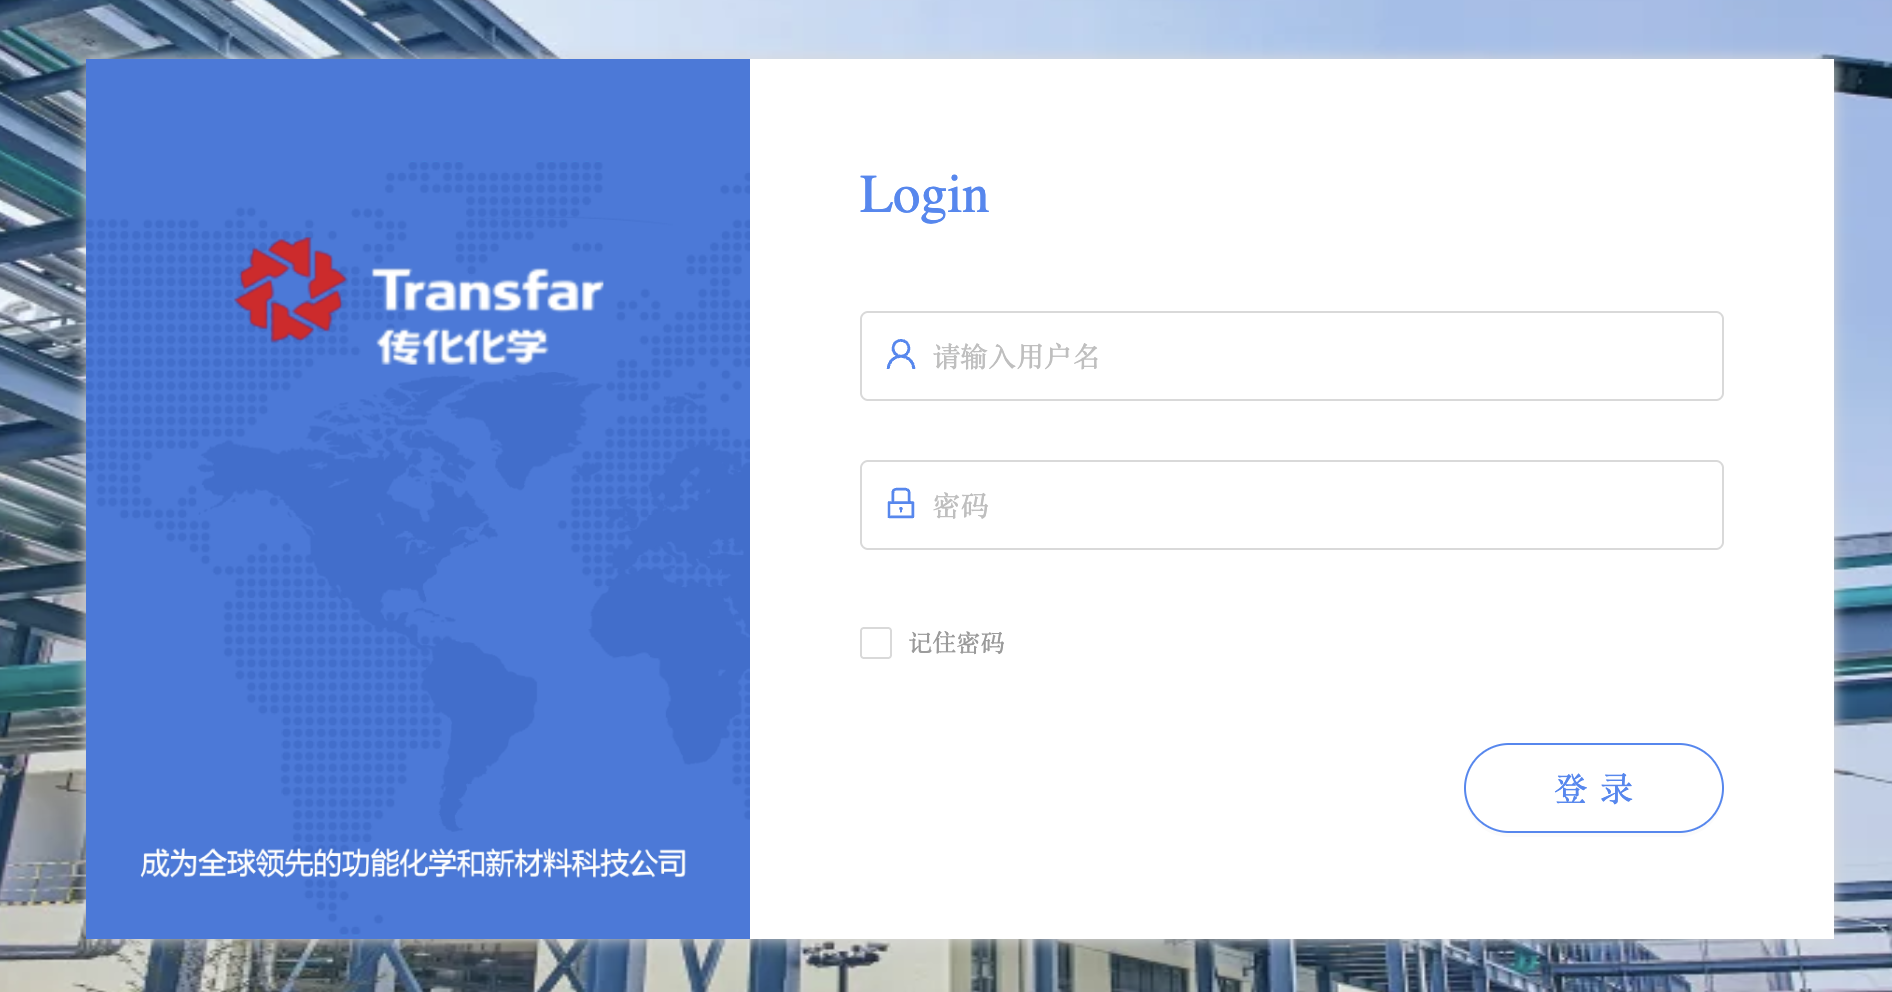 Transfar
传化化学
成为全球领先的功能化学和新材料科技公司
Login
请输入用户名
密码
记住密码
登 录